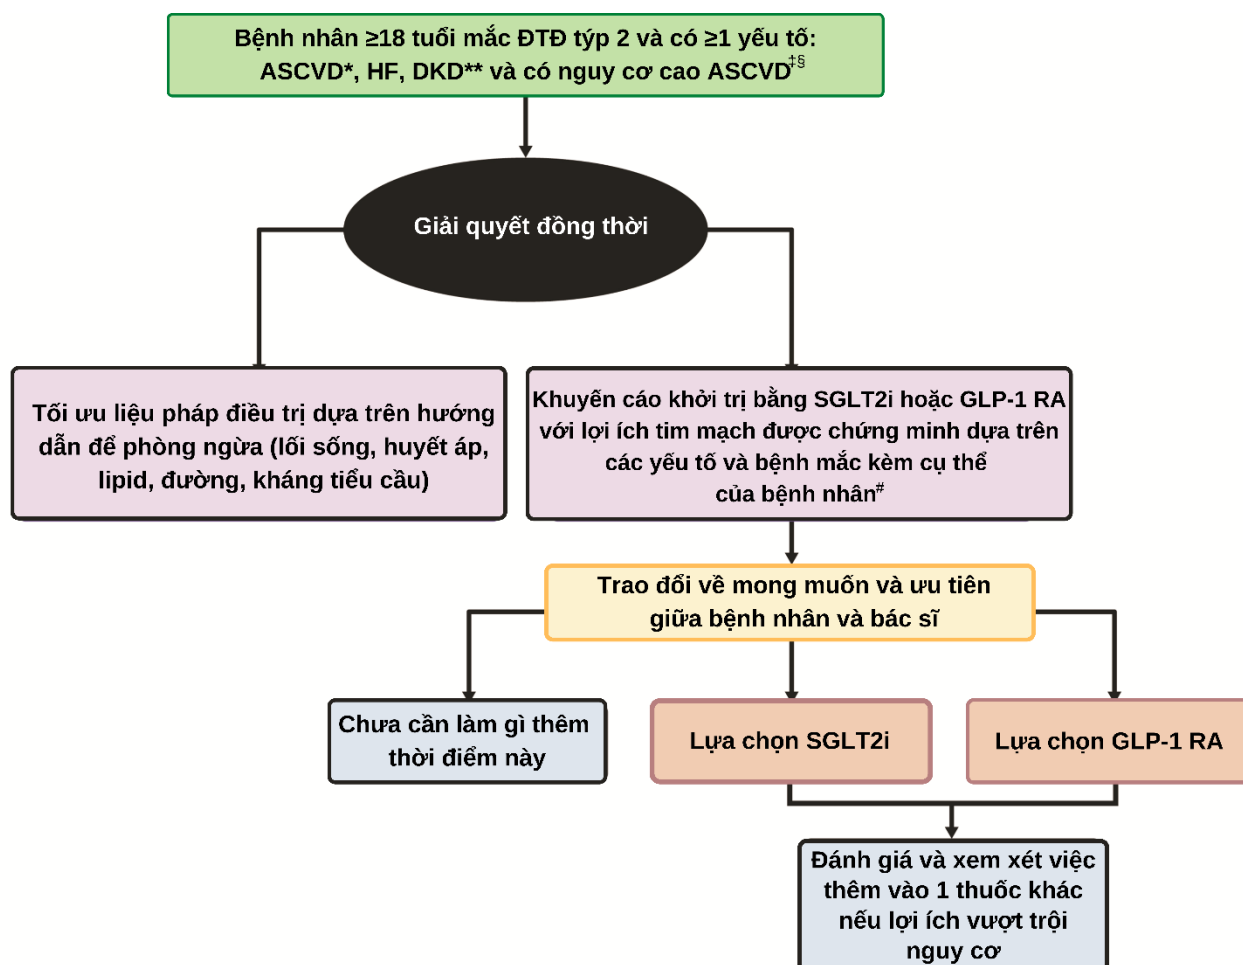 Bệnh nhân ≥18 tuổi mắc ĐTĐ týp 2 và có ≥1 yếu tố:
ASCVD*, HF, DKD** và có nguy cơ cao ASCVD‡§
Giải quyết đồng thời
Tối ưu liệu pháp điều trị dựa trên hướng
dẫn để phòng ngừa (lối sống, huyết áp,
lipid, đường, kháng tiểu cầu)
Khuyến cáo khởi trị bằng SGLT2i hoặc GLP-1 RA
với lợi ích tim mạch được chứng minh dựa trên
các yếu tố và bệnh mắc kèm cụ thể
của bệnh nhân#
Trao đổi về mong muốn và ưu tiên
giữa bệnh nhân và bác sĩ
Chưa cần làm gì thêm
thời điểm này
Lựa chọn SGLT2i
Lựa chọn GLP-1 RA
Đánh giá và xem xét việc
thêm vào 1 thuốc khác
nếu lợi ích vượt trội
nguy cơ